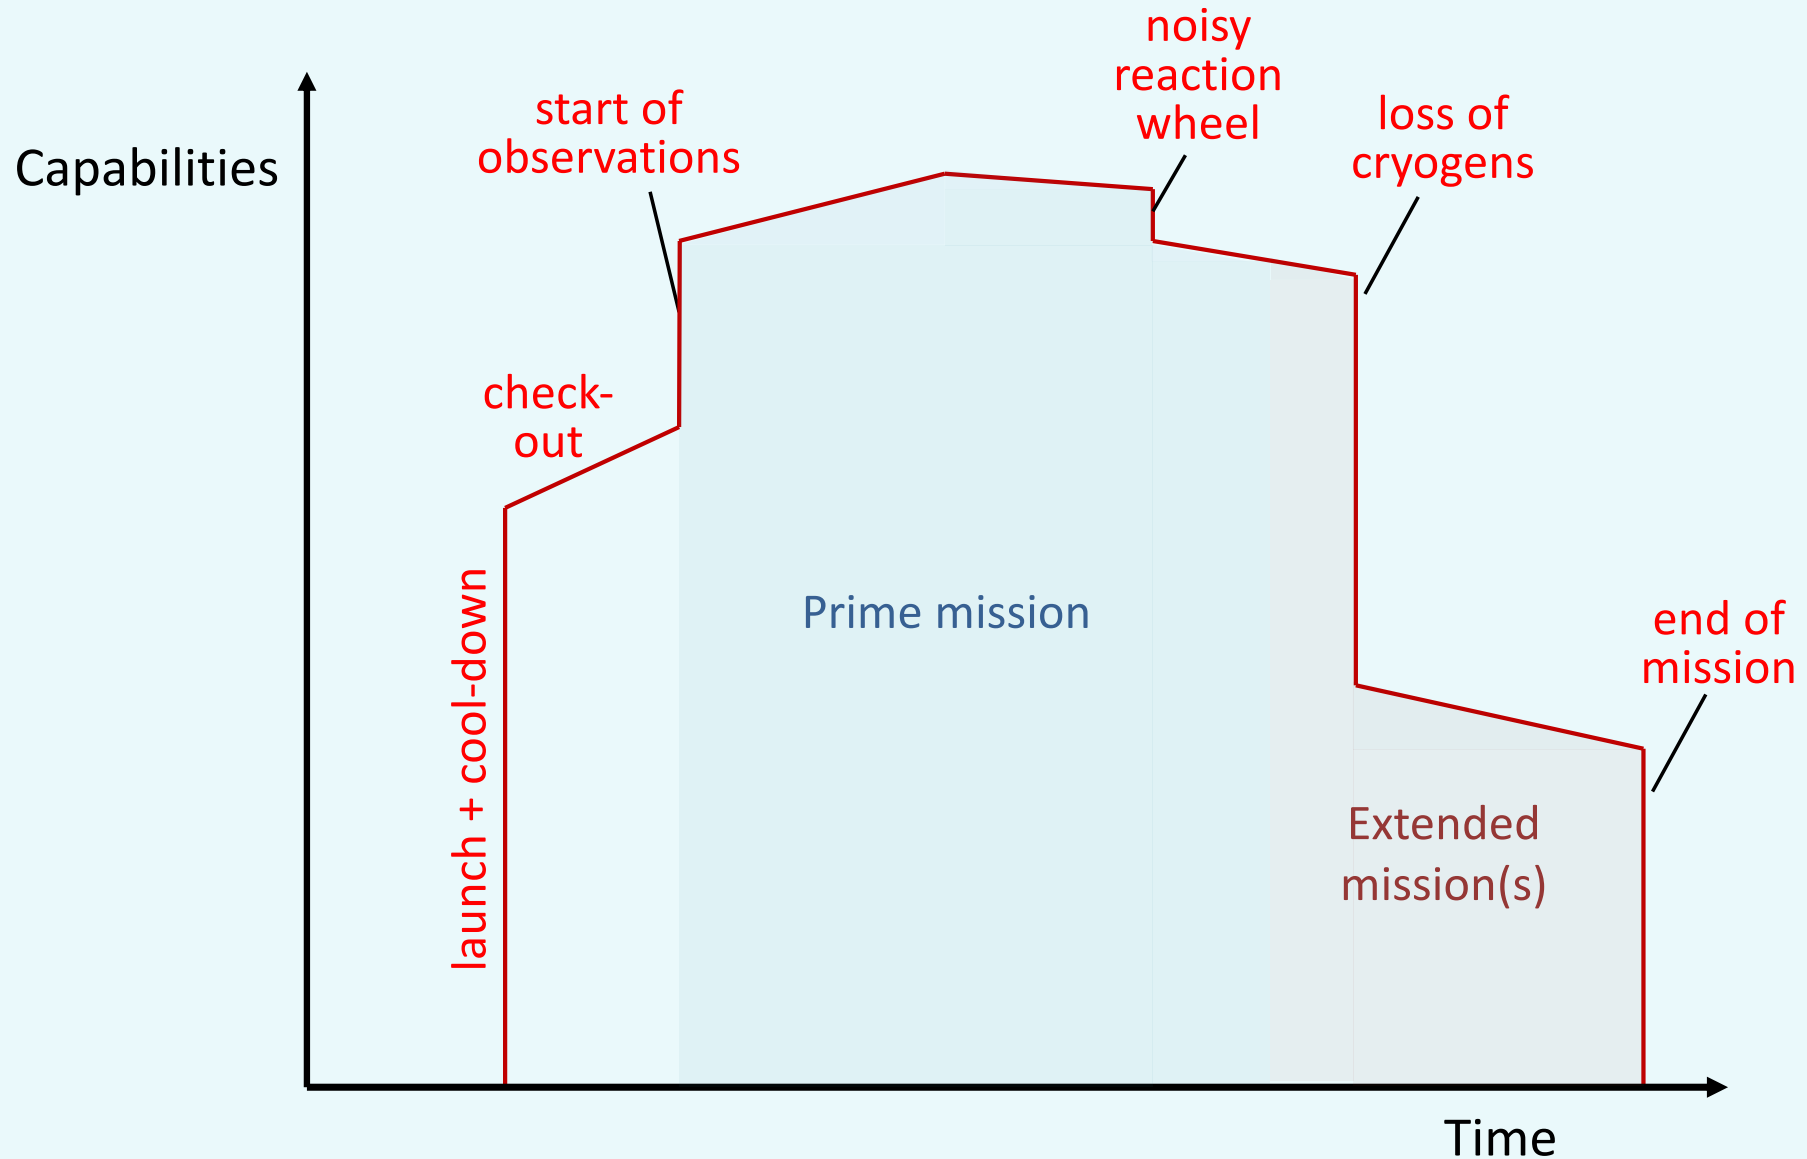 noisy
reaction
wheel
start of
observations
loss of
cryogens
Capabilities
check-
out
launch + cool-down
Prime mission
end of
mission
Extended
mission(s)
Time